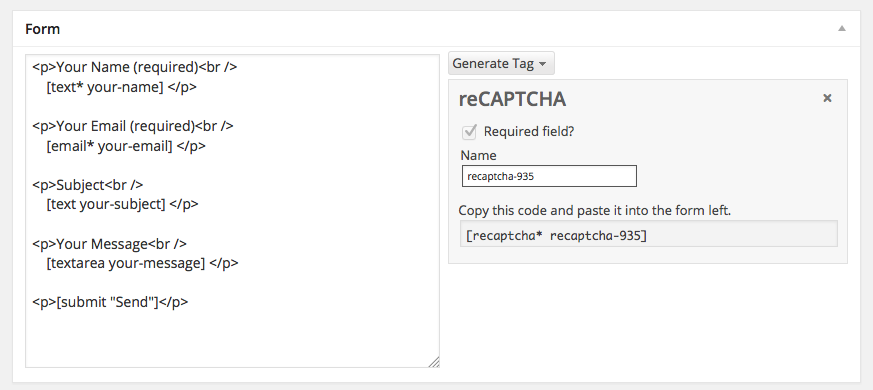 Form
<p>Your Name (required)<br />
[text* your-name] </p>
<p>Your Email (required)<br />
[email* your-email] </p>
<p>Subject<br />
[text your-subject] </p>
<p>Your Message<br />
[textarea your-message] </p>
<p>[submit "Send"]</p>
Generate Tag
reCAPTCHA
Required field?
Name
recaptcha-935
Copy this code and paste it into the form left.
[recaptcha* recaptcha-935]